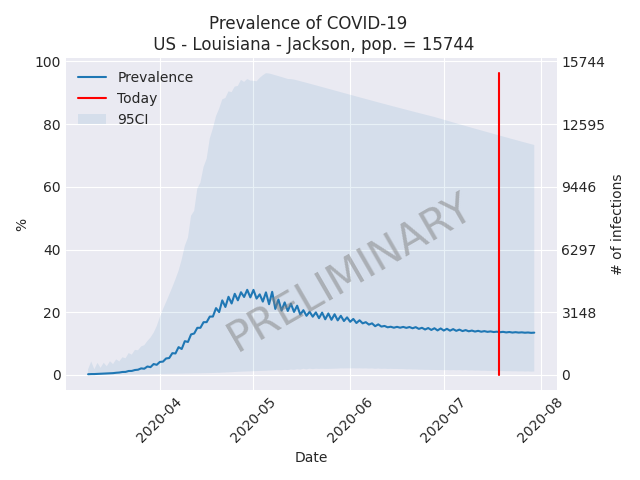 Prevalence of COVID-19
US - Louisiana - Jackson, pop. = 15744
Prevalence
Today
95CI
100
80
60
40
20
0
%
15744
12595
9446
6297
3148
0
# of infections
PRELIMINARY
2020-04
2020-05
2020-06
2020-07
2020-08
Date